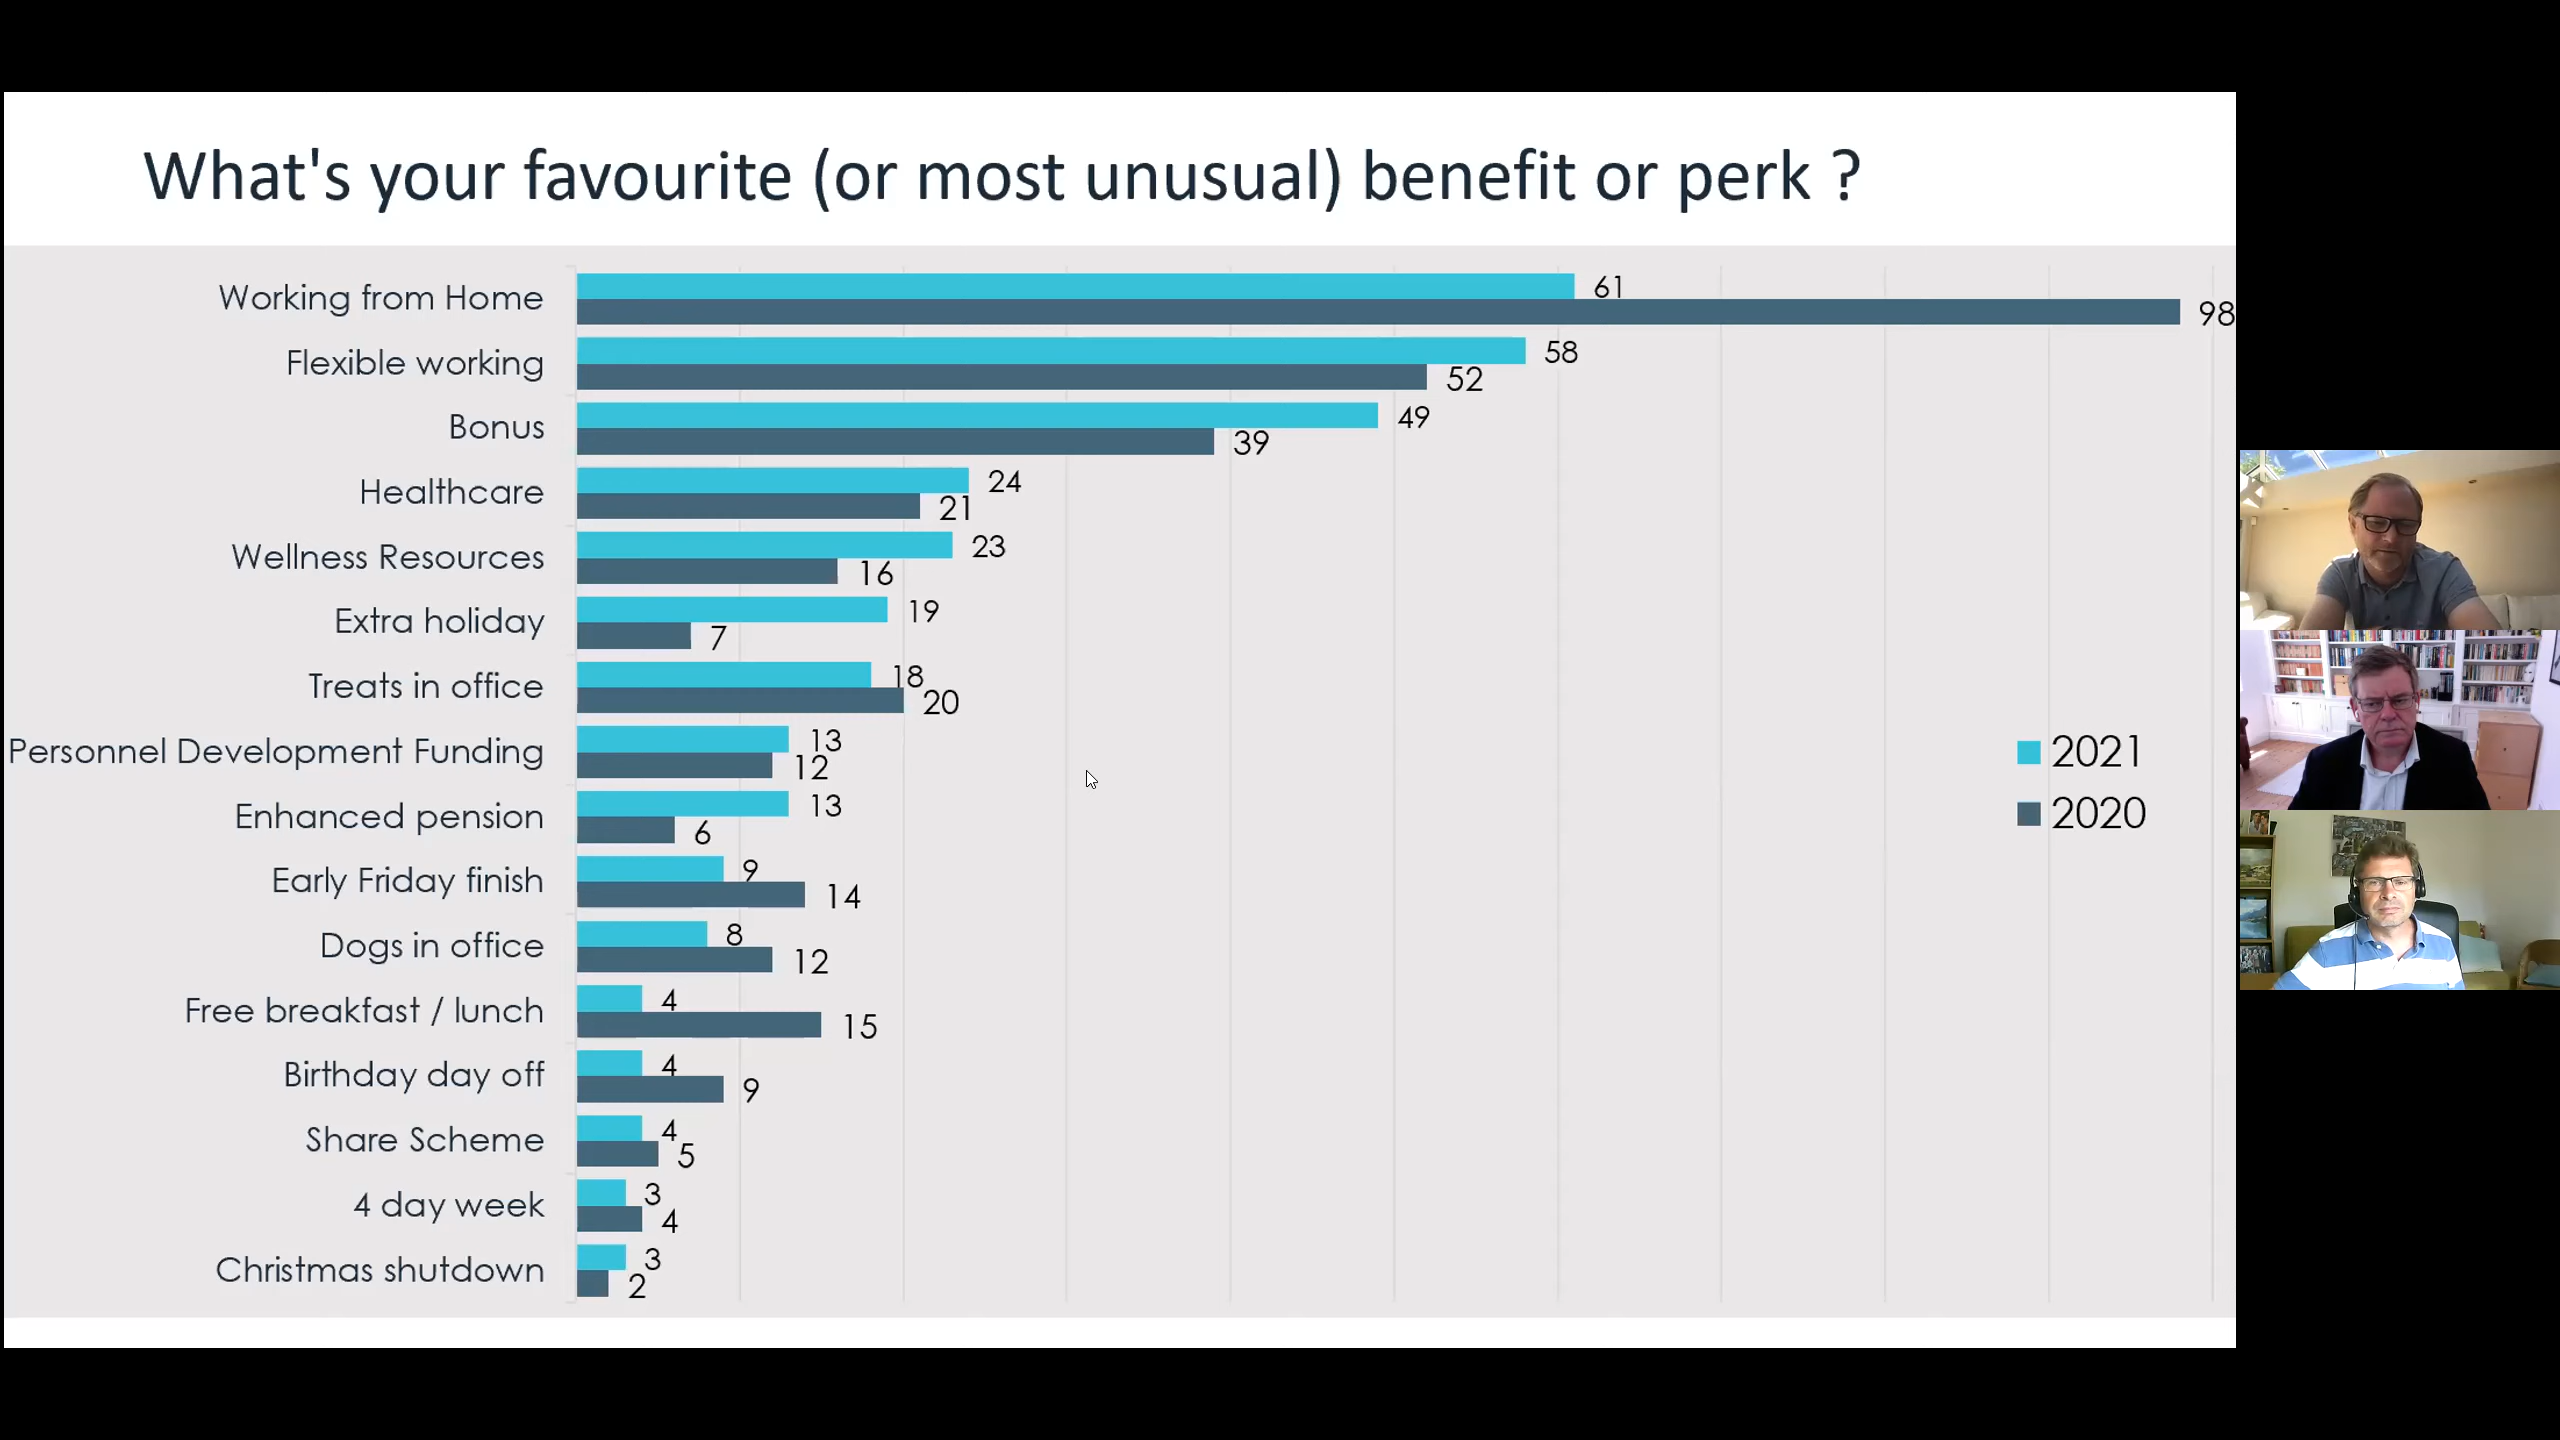 What's your favourite (or most unusual) benefit or perk ?
Working from Home
61
98
Flexible working
58
52
Bonus
49
39
Healthcare
24
21
Wellness Resources
23
16
Extra holiday
19
7
Treats in office
18
20
Personnel Development Funding
13
12
Enhanced pension
13
6
Early Friday finish
9
14
Dogs in office
8
12
Free breakfast / lunch
4
15
Birthday day off
4
9
Share Scheme
4
5
4 day week
3
4
Christmas shutdown
3
2
2021
2020